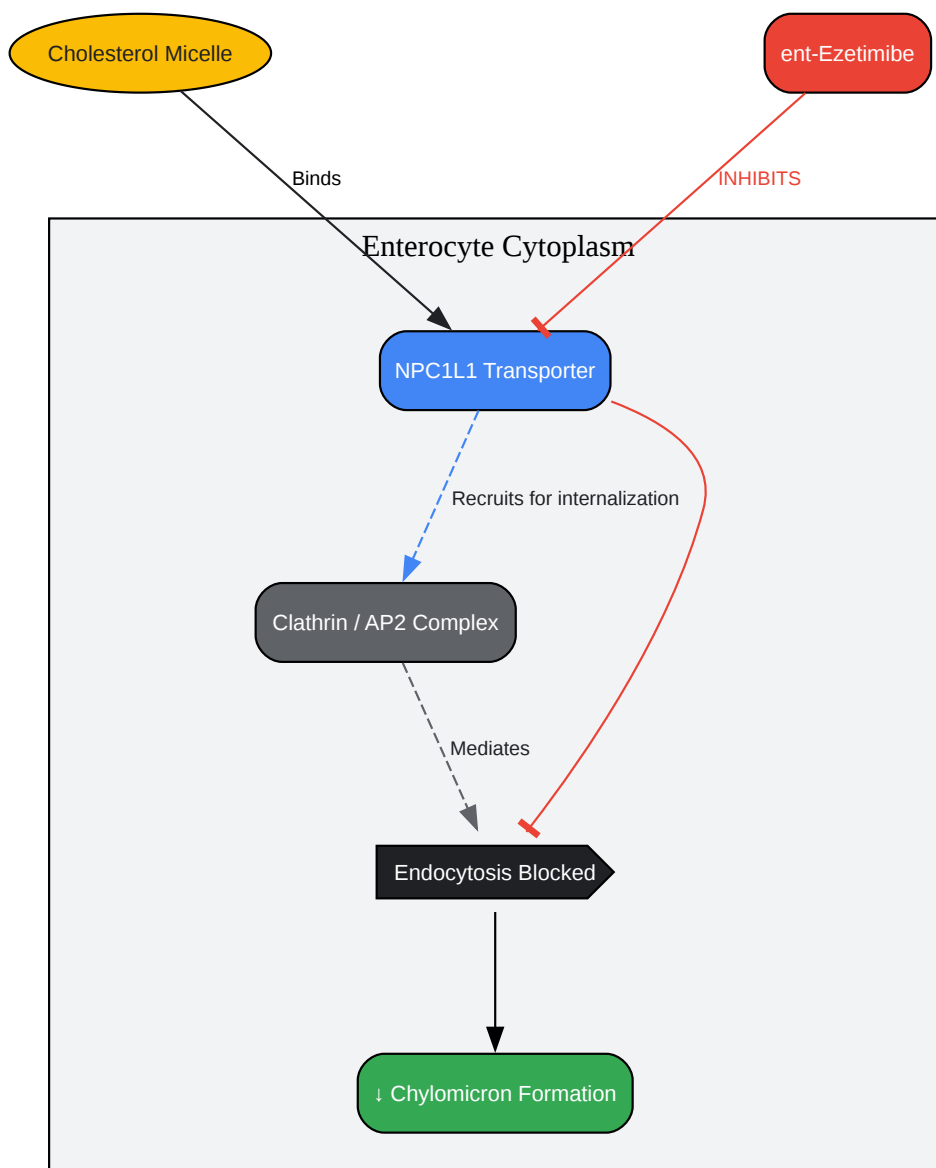 Cholesterol Micelle
ent-Ezetimibe
Binds
INHIBITS
Enterocyte Cytoplasm
NPC1L1 Transporter
Recruits for internalization
Clathrin / AP2 Complex
Mediates
Endocytosis Blocked
↓ Chylomicron Formation